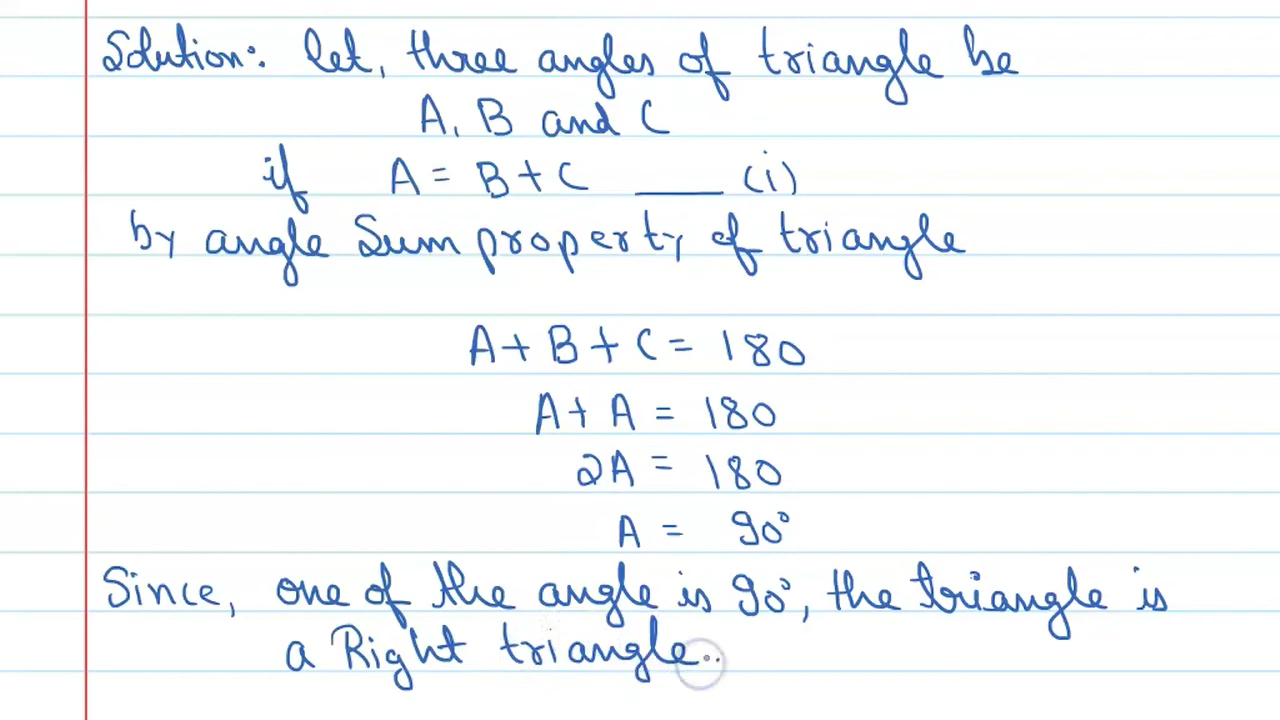 Solution: let, three angles of triangle be
A, B and C
if A = B + C ____ (i)
by angle Sum property of triangle
A + B + C = 180
A + A = 180
2A = 180
A = 90°
Since, one of the angle is 90°, the triangle is
a Right triangle..